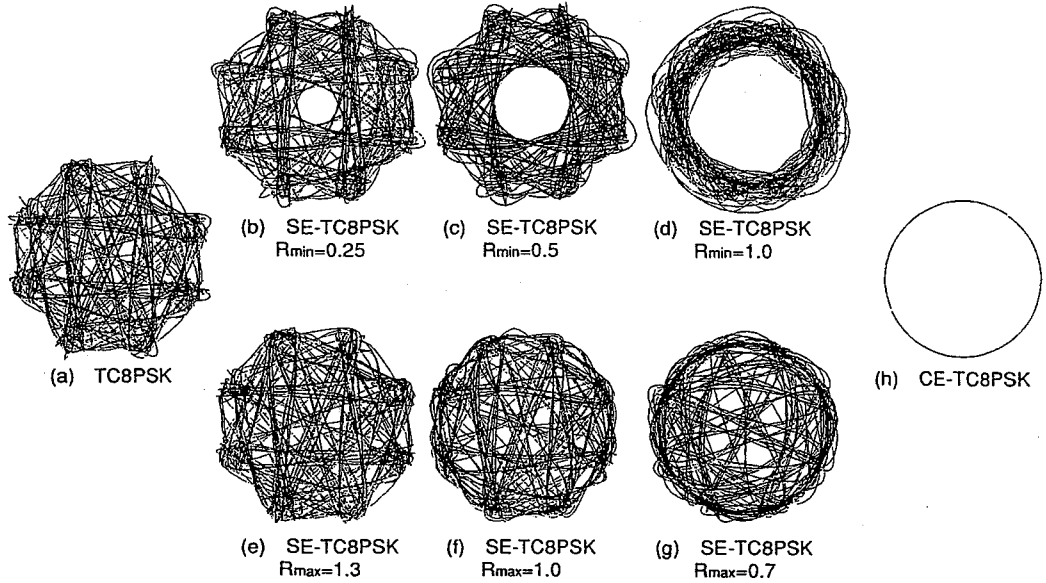 (b) SE-TC8PSK
Rmin=0.25
(c) SE-TC8PSK
Rmin=0.5
(d) SE-TC8PSK
Rmin=1.0
(a) TC8PSK
(h) CE-TC8PSK
(e) SE-TC8PSK
Rmax=1.3
(f) SE-TC8PSK
Rmax=1.0
(g) SE-TC8PSK
Rmax=0.7